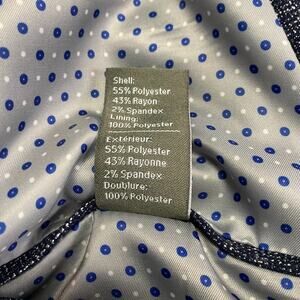 Shell:
55% Polyester
43% Rayon
2% Spandex
Lining:
100% Polyester
Extérieur:
55% Polyester
43% Rayonne
2% Spandex
Doublure:
100% Polyester